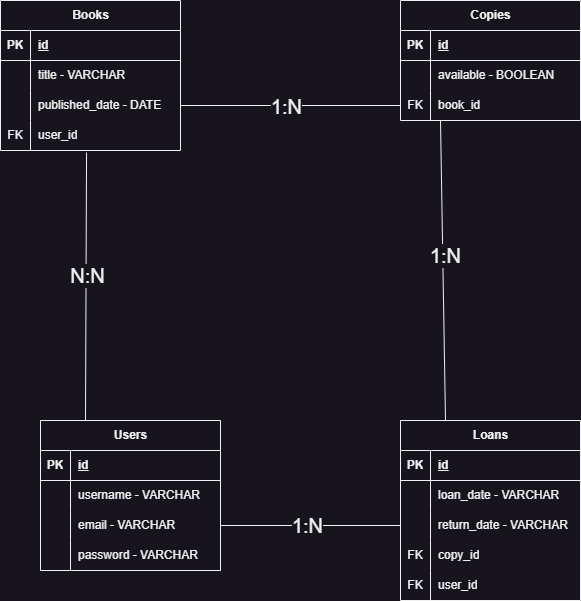 Books
PK id
title - VARCHAR
published_date - DATE
FK user_id
1:N
Copies
PK id
available - BOOLEAN
FK book_id
N:N
1:N
Users
PK id
username - VARCHAR
email - VARCHAR
password - VARCHAR
1:N
Loans
PK id
loan_date - VARCHAR
return_date - VARCHAR
FK copy_id
FK user_id